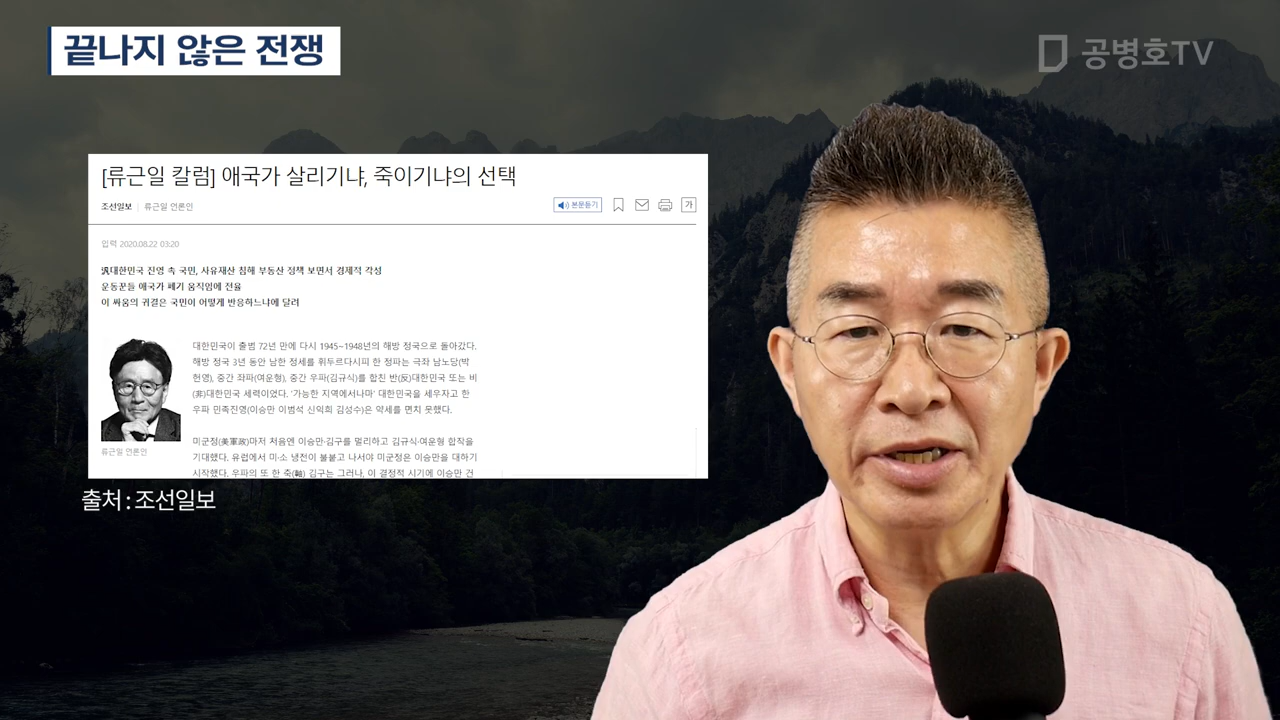 끝나지 않은 전쟁
공병호TV
[류근일 칼럼] 애국가 살리기냐, 죽이기냐의 선택
조선일보 | 류근일 언론인
본문듣기
가
입력 2020.08.22 03:20
汎대한민국 진영 속 국민, 사유재산 침해 부동산 정책 보면서 경제적 각성
운동꾼들 애국가 폐기 움직임에 전율
이 싸움의 귀결은 국민이 어떻게 반응하느냐에 달려
대한민국이 출범 72년 만에 다시 1945~1948년의 해방 정국으로 돌아갔다.
해방 정국 3년 동안 남한 정세를 휘두르다시피 한 정파는 극좌 남노당(박
헌영), 중간 좌파(여운형), 중간 우파(김규식)를 합친 반(反)대한민국 또는 비
(非)대한민국 세력이었다. '가능한 지역에서나마' 대한민국을 세우자고 한
우파 민족진영(이승만 이범석 신익희 김성수)은 약세를 면치 못했다.
류근일 언론인
미군정(美軍政)마저 처음엔 이승만·김구를 멀리하고 김규식·여운형 합작을
기대했다. 유럽에서 미·소 냉전이 불붙고 나서야 미군정은 이승만을 대하기
시작했다. 우파의 또 한 축(軸) 김구는 그러나, 이 결정적 시기에 이승만 건
출처 : 조선일보